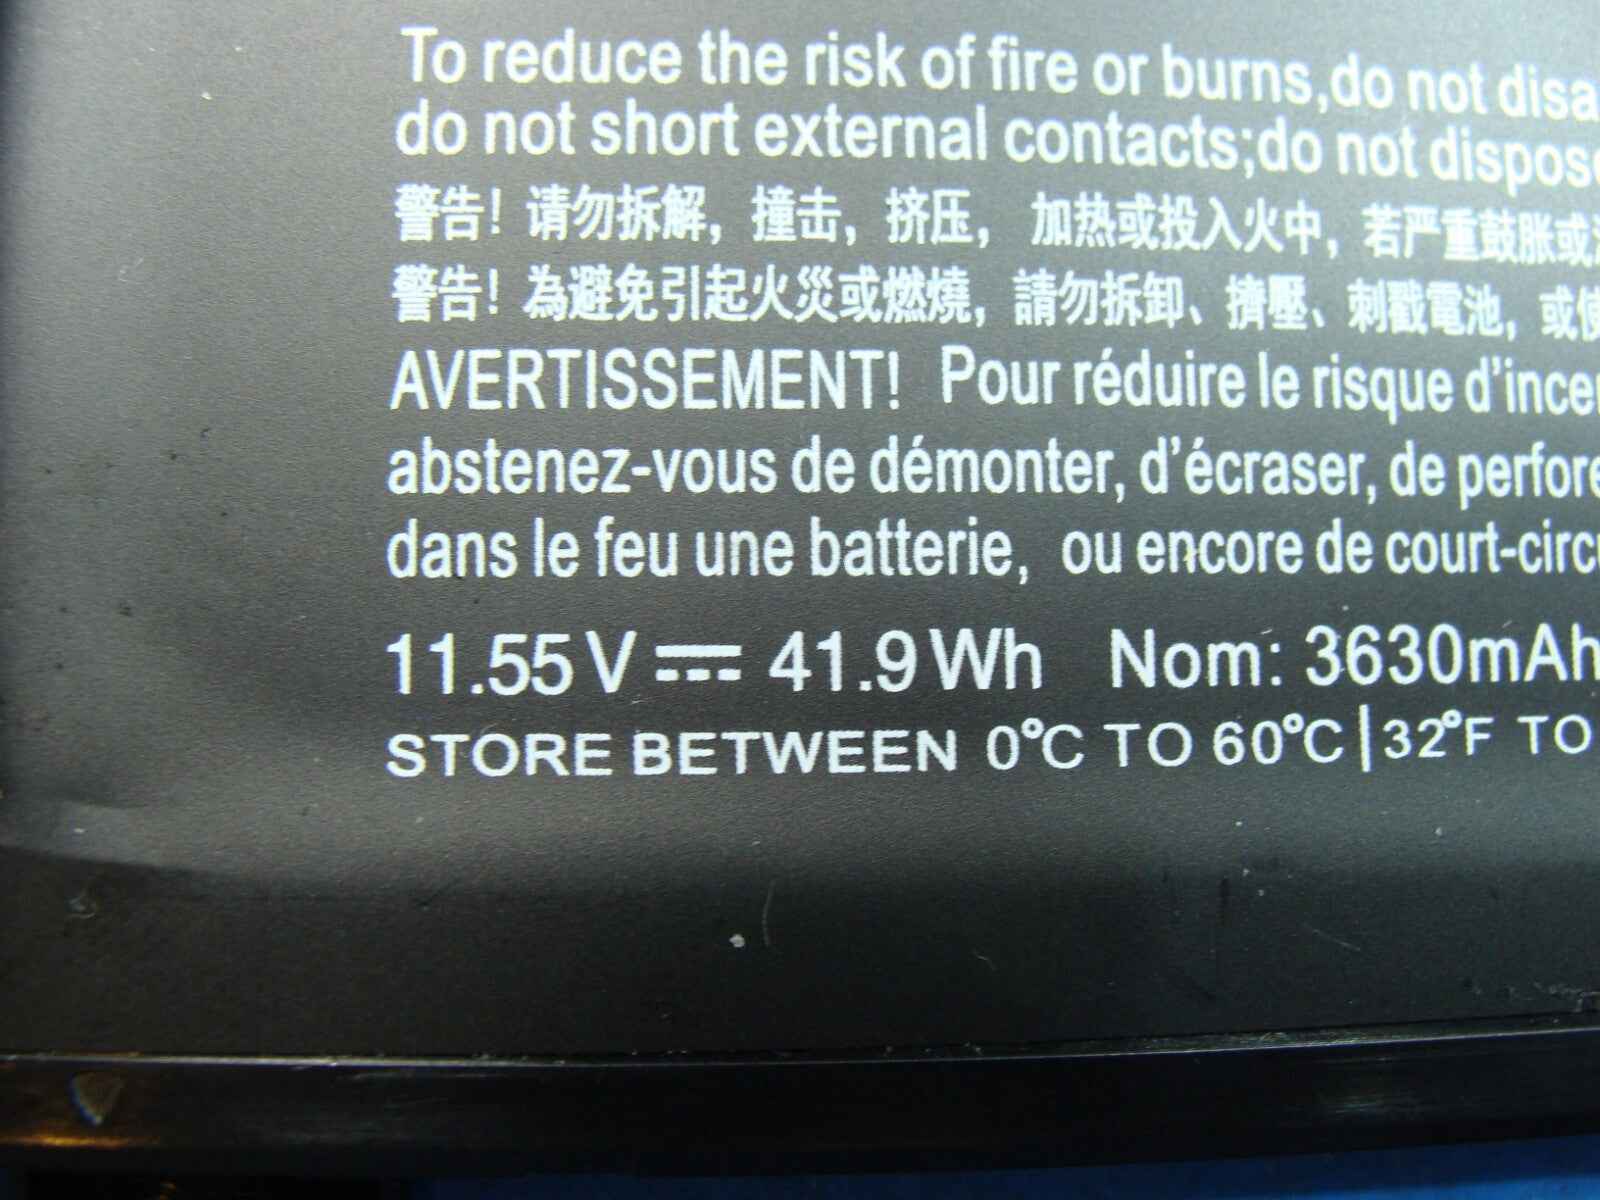 To reduce the risk of fire or burns,do not disa
do not short external contacts;do not dispose
警告! 请勿拆解，撞击，挤压，加热或投入火中，若严重鼓胀或
警告! 為避免引起火災或燃燒，請勿拆卸、擠壓、刺戳電池，或使
AVERTISSEMENT! Pour réduire le risque d'incen
abstenez-vous de démonter, d'écraser, de perfore
dans le feu une batterie, ou encore de court-circu
11.55V ⎓ 41.9Wh Nom: 3630mAh
STORE BETWEEN 0°C TO 60°C|32°F TO